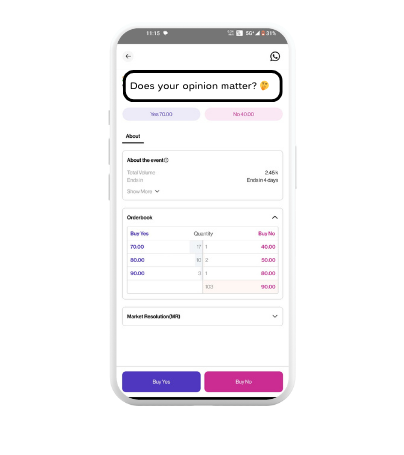 11:15 5G+ 31%
Does your opinion matter? 🤔
Yes 70.00 No 40.00
About
About the event
Total Volume 2.45k
Ends in Ends in 4 days
Show More
Orderbook
Buy Yes Quantity Buy No
70.00 17 1 40.00
80.00 10 2 50.00
90.00 3 1 80.00
100 90.00
Market Resolution(MR)
Buy Yes Buy No